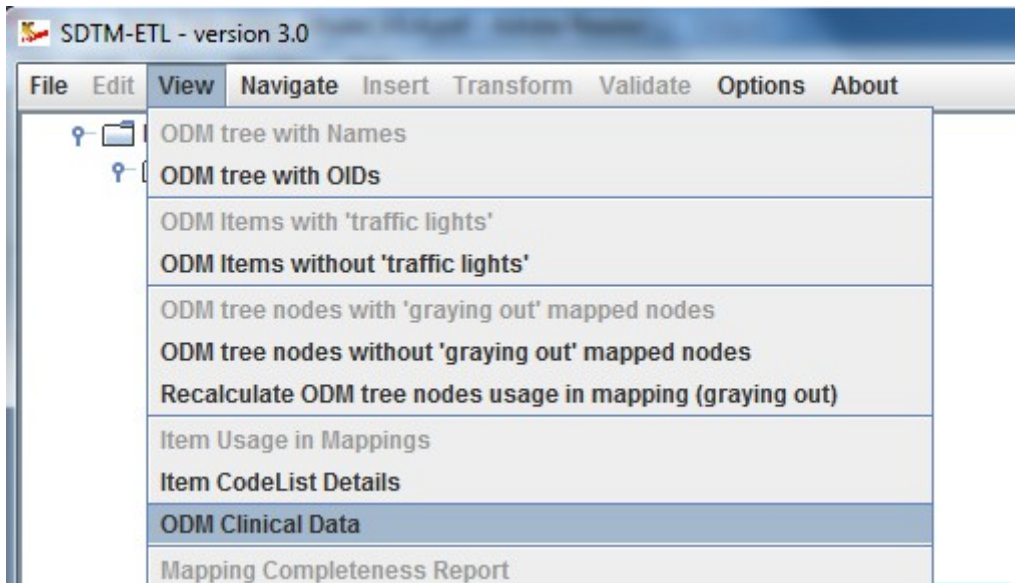 SDTM-ETL - version 3.0
File Edit View Navigate Insert Transform Validate Options About
ODM tree with Names
ODM tree with OIDs
ODM Items with 'traffic lights'
ODM Items without 'traffic lights'
ODM tree nodes with 'graying out' mapped nodes
ODM tree nodes without 'graying out' mapped nodes
Recalculate ODM tree nodes usage in mapping (graying out)
Item Usage in Mappings
Item CodeList Details
ODM Clinical Data
Mapping Completeness Report